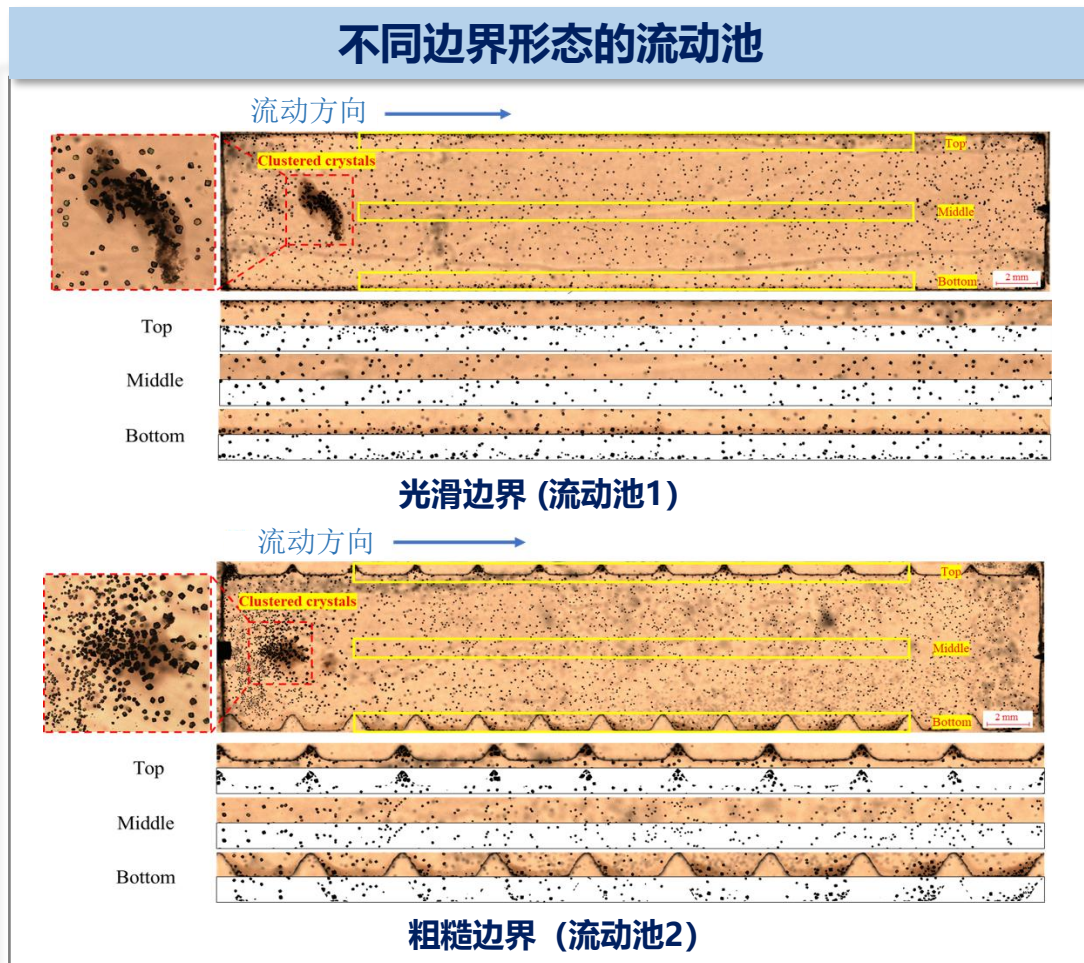 不同边界形态的流动池
流动方向
Clustered crystals
Top
Middle
Bottom
2 mm
Top
Middle
Bottom
光滑边界 (流动池1)
流动方向
Clustered crystals
Top
Middle
Bottom
2 mm
Top
Middle
Bottom
粗糙边界（流动池2）